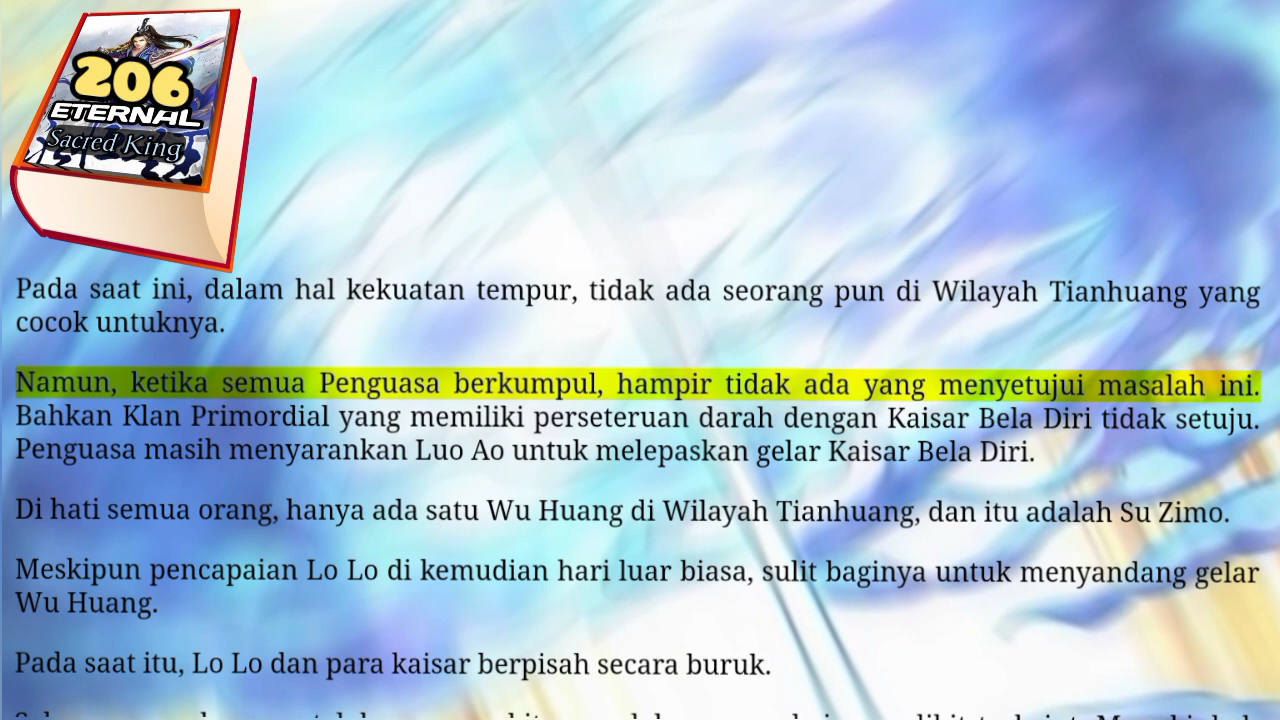 206
ETERNAL
Sacred King
Pada saat ini, dalam hal kekuatan tempur, tidak ada seorang pun di Wilayah Tianhuang yang
cocok untuknya.
Namun, ketika semua Penguasa berkumpul, hampir tidak ada yang menyetujui masalah ini.
Bahkan Klan Primordial yang memiliki perseteruan darah dengan Kaisar Bela Diri tidak setuju.
Penguasa masih menyarankan Luo Ao untuk melepaskan gelar Kaisar Bela Diri.
Di hati semua orang, hanya ada satu Wu Huang di Wilayah Tianhuang, dan itu adalah Su Zimo.
Meskipun pencapaian Lo Lo di kemudian hari luar biasa, sulit baginya untuk menyandang gelar
Wu Huang.
Pada saat itu, Lo Lo dan para kaisar berpisah secara buruk.